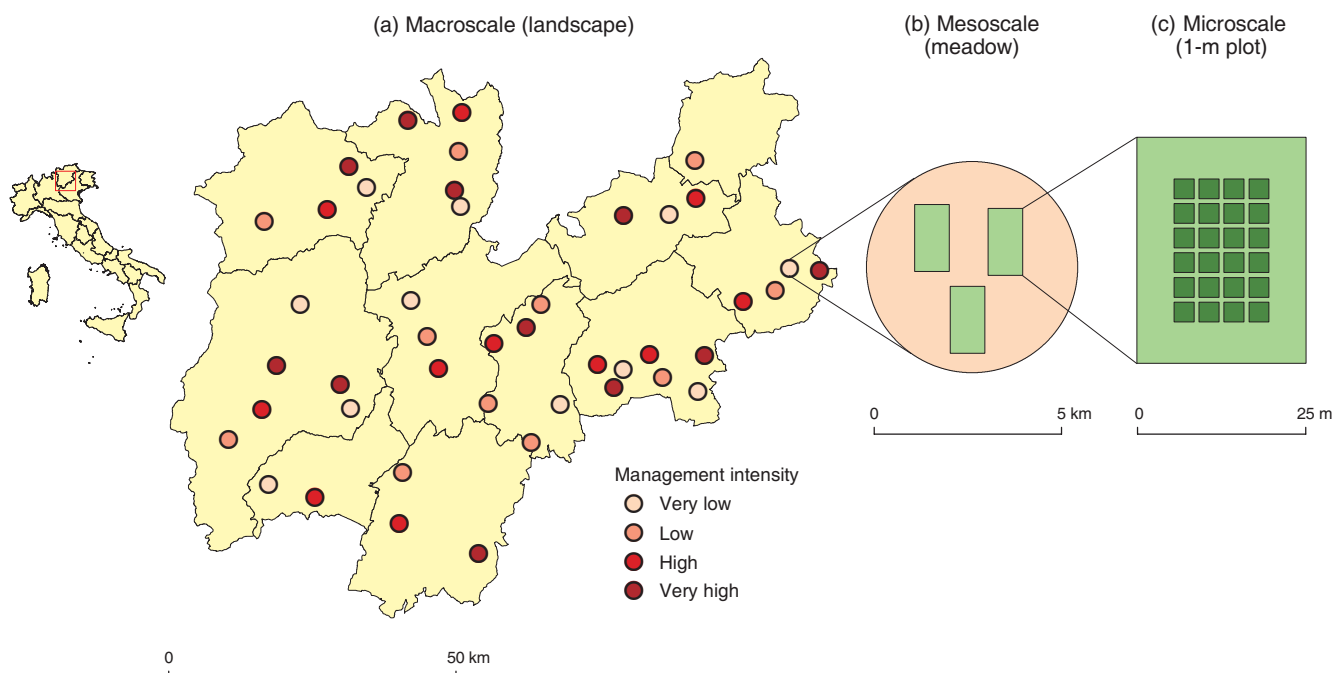 (a) Macroscale (landscape)
(b) Mesoscale
(meadow)
(c) Microscale
(1-m plot)
0
5 km
0
25 m
Management intensity
Very low
Low
High
Very high
0
50 km